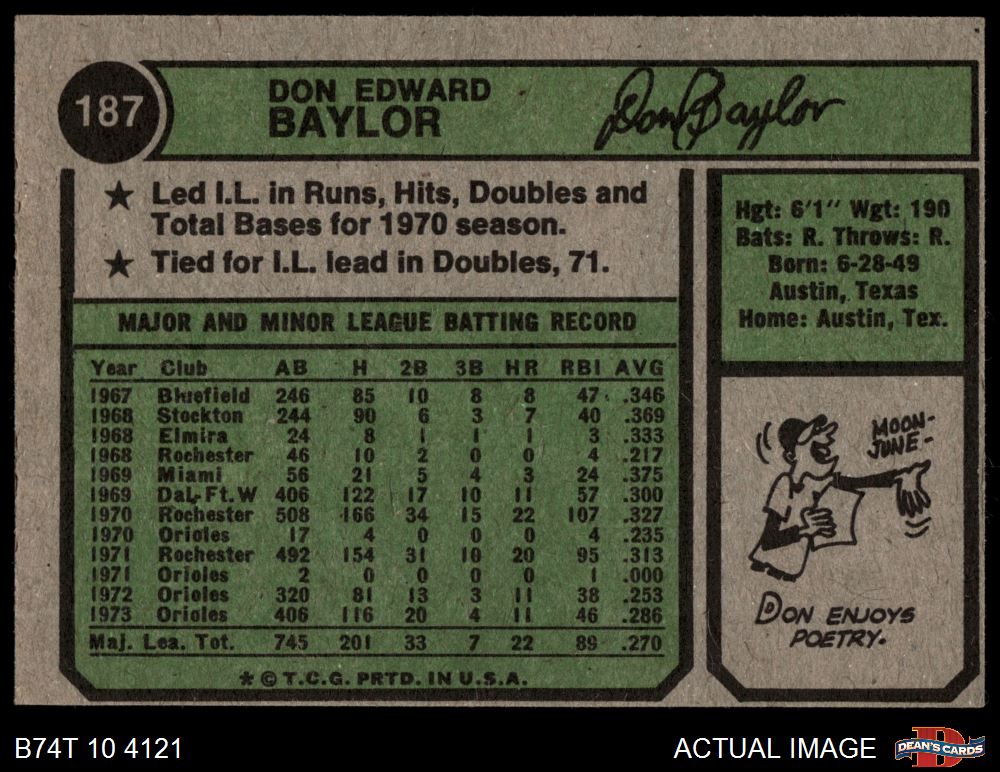 187
DON EDWARD
BAYLOR
Don Baylor
★ Led I.L. in Runs, Hits, Doubles and
Total Bases for 1970 season.
★ Tied for I.L. lead in Doubles, 71.
MAJOR AND MINOR LEAGUE BATTING RECORD
Year Club AB H 2B 3B HR RBI AVG
1967 Bluefield 246 85 10 8 8 47 .346
1968 Stockton 244 90 6 3 7 40 .369
1968 Elmira 24 8 1 1 1 3 .333
1968 Rochester 46 10 2 0 0 4 .217
1969 Miami 56 21 5 4 3 24 .375
1969 Dal.-Ft.W 406 122 17 10 11 57 .300
1970 Rochester 508 166 34 15 22 107 .327
1970 Orioles 17 4 0 0 0 4 .235
1971 Rochester 492 154 31 10 20 95 .313
1971 Orioles 2 0 0 0 0 1 .000
1972 Orioles 320 81 13 3 11 38 .253
1973 Orioles 406 116 20 4 11 46 .286
Maj. Lea. Tot. 745 201 33 7 22 89 .270
* © T.C.G. PRTD. IN U.S.A.
Hgt: 6'1" Wgt: 190
Bats: R. Throws: R.
Born: 6-28-49
Austin, Texas
Home: Austin, Tex.
MOON-
JUNE-
DON ENJOYS
POETRY.
B74T 10 4121
ACTUAL IMAGE
D
DEAN'S CARDS